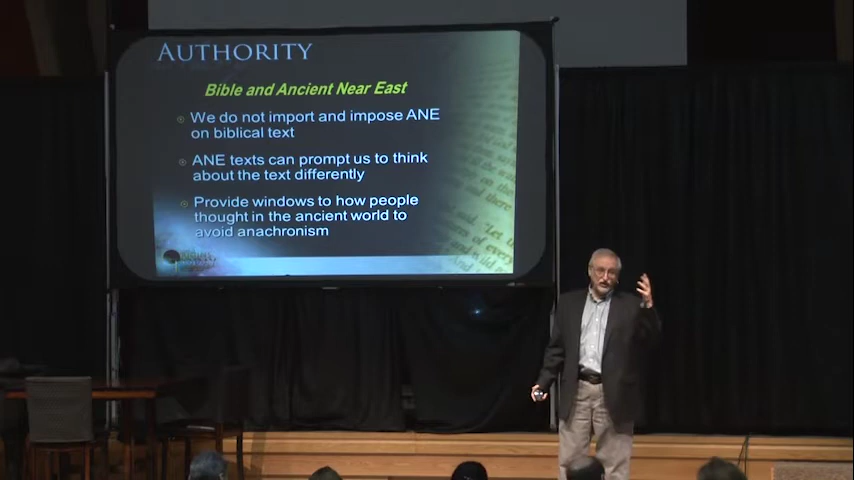 AUTHORITY
Bible and Ancient Near East
We do not import and impose ANE
on biblical text
ANE texts can prompt us to think
about the text differently
Provide windows to how people
thought in the ancient world to
avoid anachronism